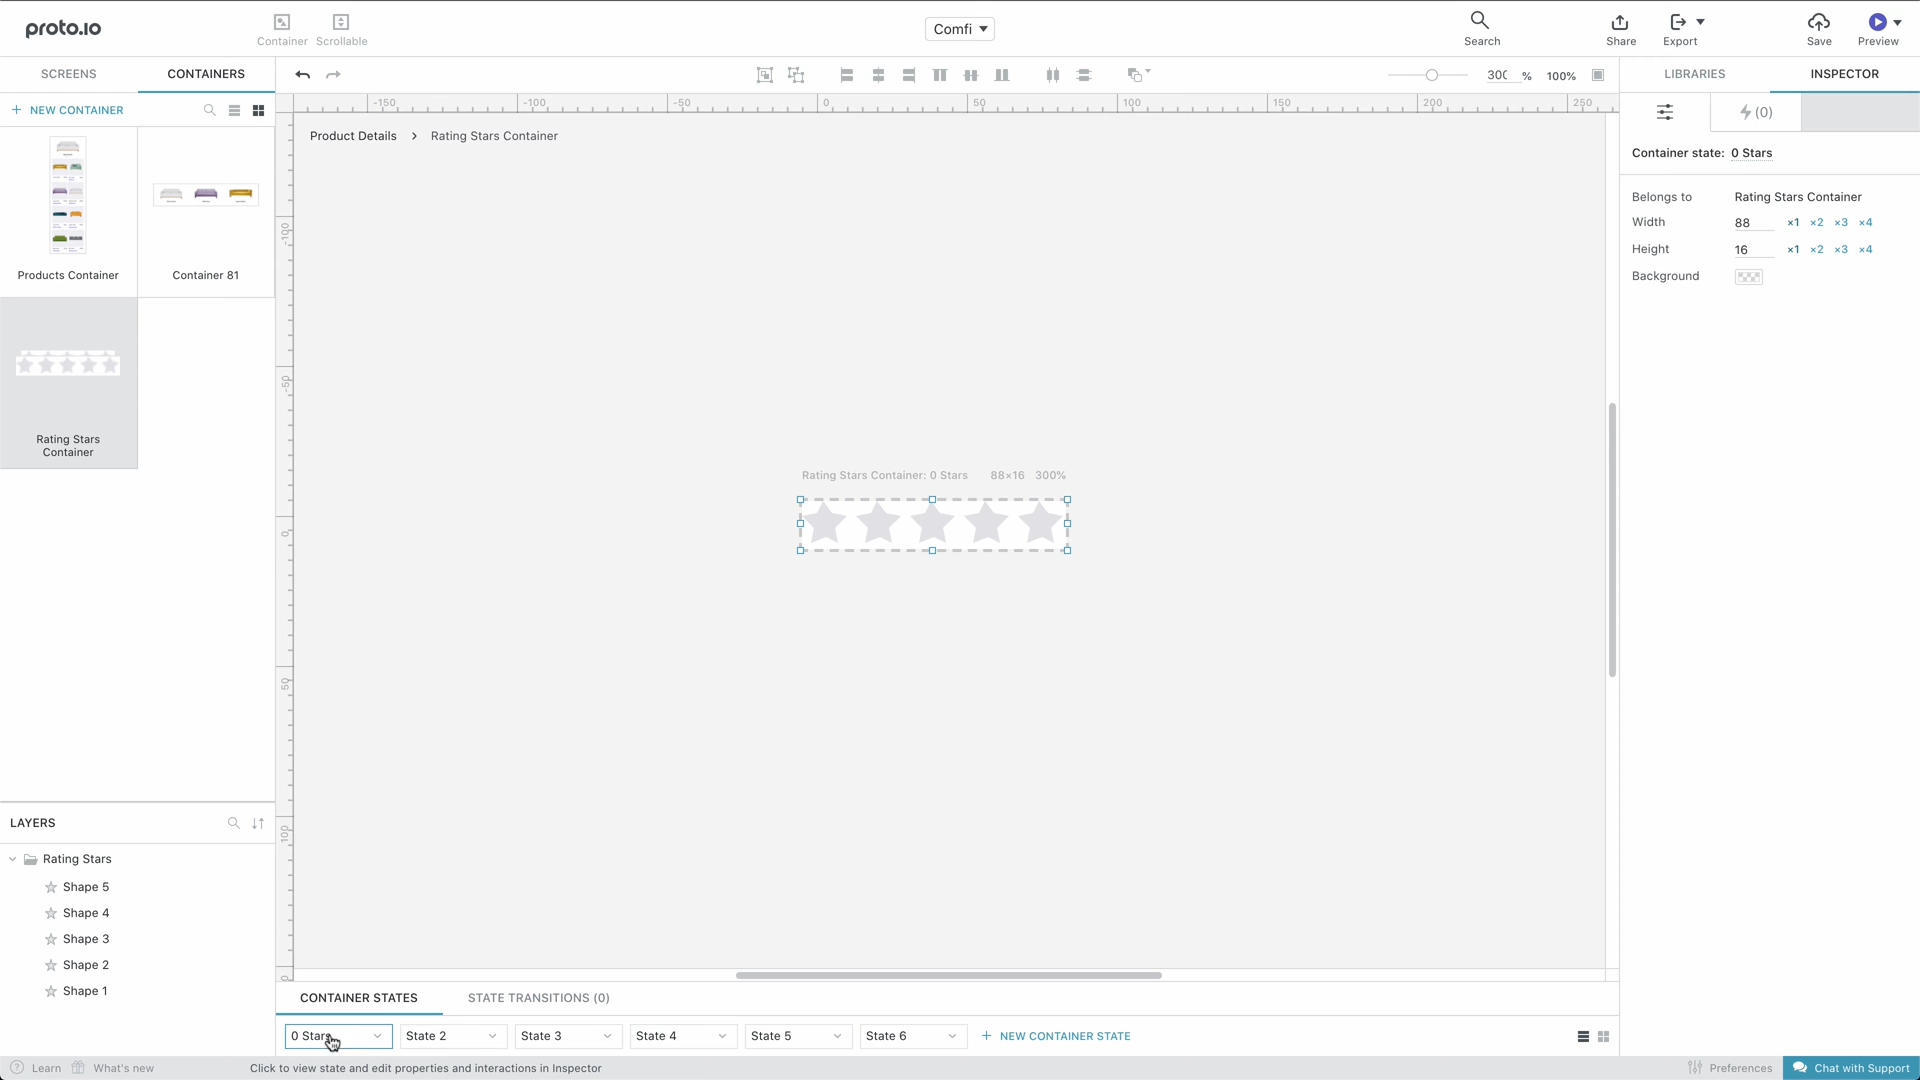 proto.io
Container
Scrollable
Comfi
Search
Share
Export
Save
Preview
SCREENS
CONTAINERS
300 %
100%
LIBRARIES
INSPECTOR
+ NEW CONTAINER
-150 -100 -50 0 50 100 150 200 250
(0)
Product Details > Rating Stars Container
Container state: 0 Stars
Belongs to Rating Stars Container
Width 88 ×1 ×2 ×3 ×4
Height 16 ×1 ×2 ×3 ×4
Background
Products Container
Container 81
Rating Stars
Container
-100
-50
0
50
100
Rating Stars Container: 0 Stars 88×16 300%
LAYERS
Rating Stars
Shape 5
Shape 4
Shape 3
Shape 2
Shape 1
CONTAINER STATES
STATE TRANSITIONS (0)
0 Stars
State 2
State 3
State 4
State 5
State 6
+ NEW CONTAINER STATE
? Learn
What's new
Click to view state and edit properties and interactions in Inspector
Preferences
Chat with Support